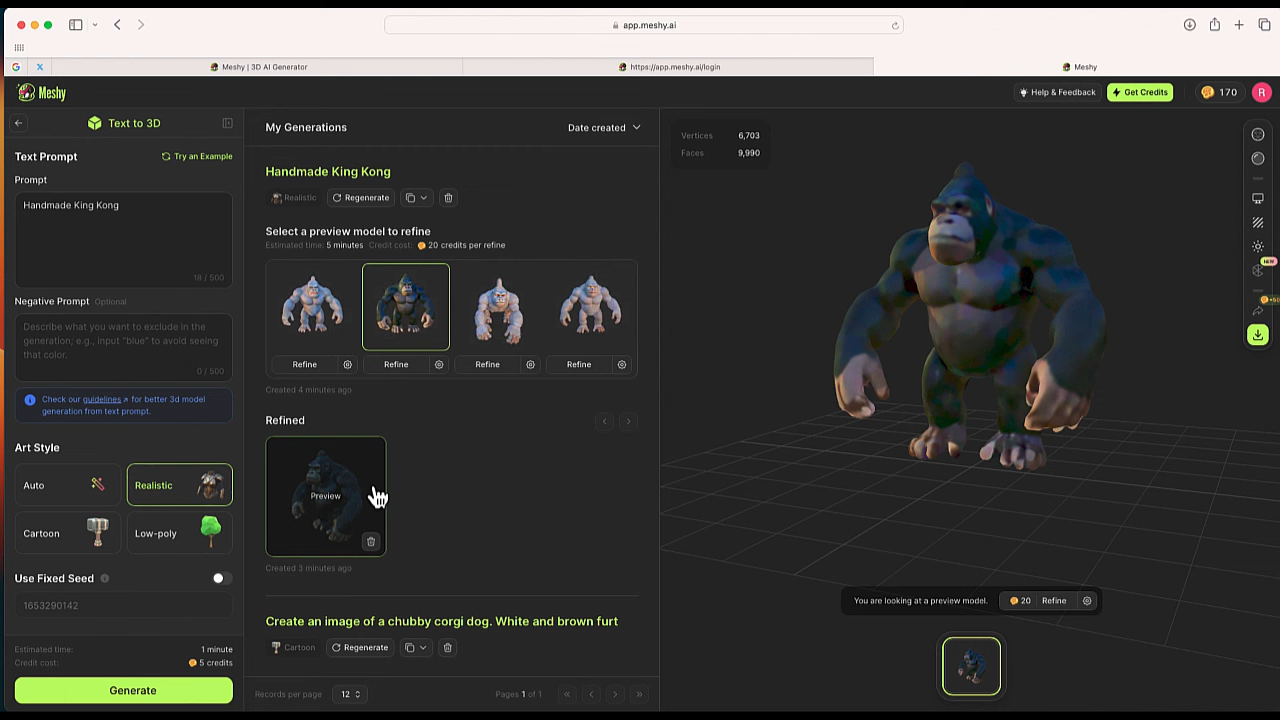 app.meshy.ai
Meshy | 3D AI Generator
https://app.meshy.ai/login
Meshy
Meshy
Help & Feedback
Get Credits
170
R
Text to 3D
Text Prompt
Try an Example
Prompt
Handmade King Kong
18 / 500
Negative Prompt Optional
Describe what you want to exclude in the
generation; e.g., input "blue" to avoid seeing
that color.
0 / 500
Check our guidelines for better 3d model
generation from text prompt.
Art Style
Auto
Realistic
Cartoon
Low-poly
Use Fixed Seed
1653290142
Estimated time: 1 minute
Credit cost: 5 credits
Generate
My Generations
Date created
Handmade King Kong
Realistic
Regenerate
Select a preview model to refine
Estimated time: 5 minutes Credit cost: 20 credits per refine
Refine
Refine
Refine
Refine
Created 4 minutes ago
Refined
Preview
Created 3 minutes ago
Create an image of a chubby corgi dog. White and brown furt
Cartoon
Regenerate
Records per page 12
Pages 1 of 1
Vertices 6,703
Faces 9,990
NEW
You are looking at a preview model.
20 Refine